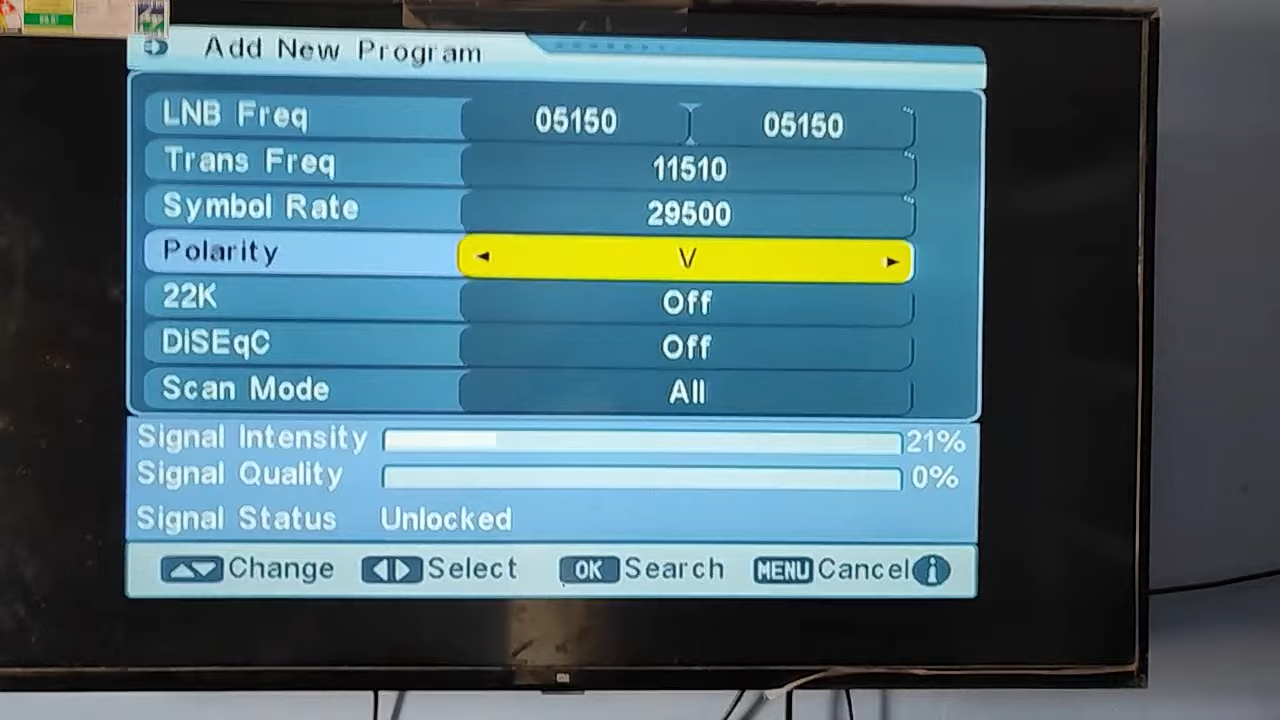 Add New Program
LNB Freq 05150 05150
Trans Freq 11510
Symbol Rate 29500
Polarity V
22K Off
DiSEqC Off
Scan Mode All
Signal Intensity 21%
Signal Quality 0%
Signal Status Unlocked
Change Select OK Search MENU Cancel